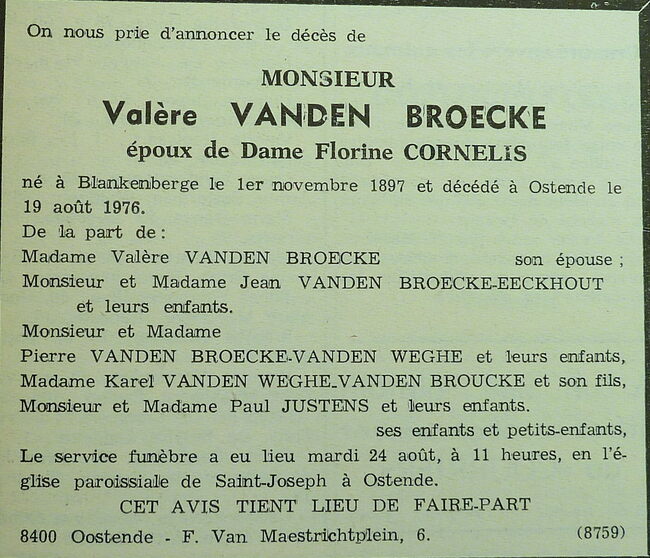 On nous prie d'annoncer le décès de
MONSIEUR
Valère VANDEN BROECKE
époux de Dame Florine CORNELIS
né à Blankenberge le 1er novembre 1897 et décédé à Ostende le
19 août 1976.
De la part de :
Madame Valère VANDEN BROECKE son épouse ;
Monsieur et Madame Jean VANDEN BROECKE-EECKHOUT
et leurs enfants.
Monsieur et Madame
Pierre VANDEN BROECKE-VANDEN WEGHE et leurs enfants,
Madame Karel VANDEN WEGHE-VANDEN BROUCKE et son fils,
Monsieur et Madame Paul JUSTENS et leurs enfants.
ses enfants et petits-enfants,
Le service funèbre a eu lieu mardi 24 août, à 11 heures, en l'é-
glise paroissialle de Saint-Joseph à Ostende.
CET AVIS TIENT LIEU DE FAIRE-PART
8400 Oostende - F. Van Maestrichtplein, 6. (8759)